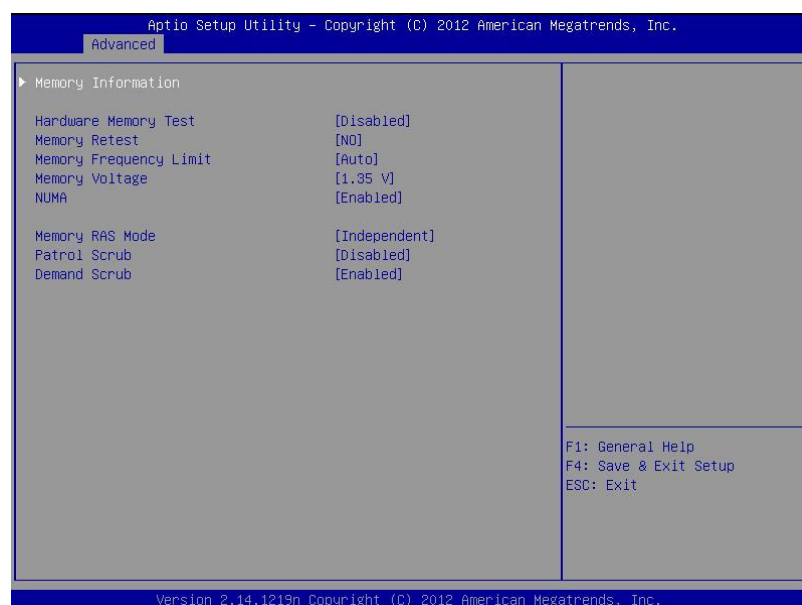 Aptio Setup Utility – Copyright (C) 2012 American Megatrends, Inc.
Advanced
Memory Information
Hardware Memory Test [Disabled]
Memory Retest [NO]
Memory Frequency Limit [Auto]
Memory Voltage [1.35 V]
NUMA [Enabled]
Memory RAS Mode [Independent]
Patrol Scrub [Disabled]
Demand Scrub [Enabled]
F1: General Help
F4: Save & Exit Setup
ESC: Exit
Version 2.14.1219n Copyright (C) 2012 American Megatrends, Inc.